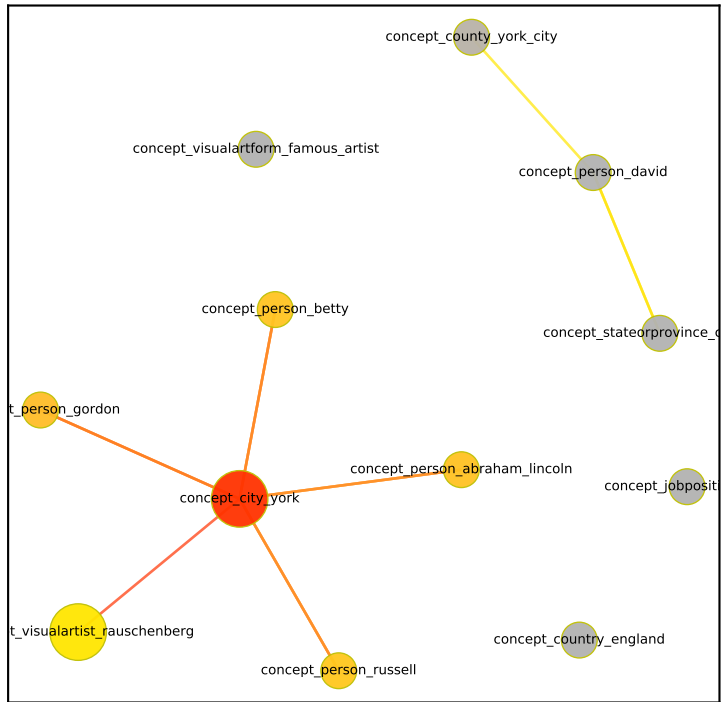 concept_county_york_city
concept_visualartform_famous_artist
concept_person_david
concept_person_betty
concept_stateorprovince_c
t_person_gordon
concept_person_abraham_lincoln
concept_jobpositi
concept_city_york
t_visualartist_rauschenberg
concept_country_england
concept_person_russell